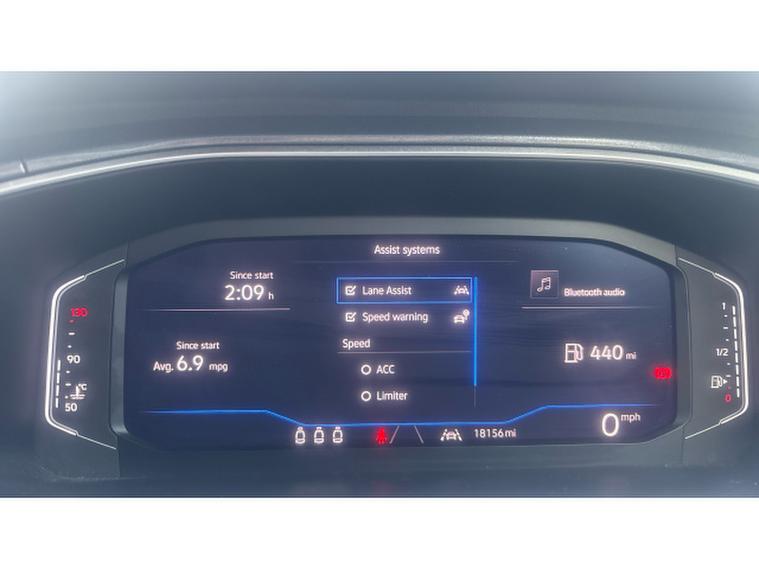 Assist systems
Since start
2:09 h
Since start
Avg. 6.9 mpg
Lane Assist
Speed warning
Speed
ACC
Limiter
Bluetooth audio
440 mi
0 mph
18156 mi
130
90
°C
50
1
1/2
0